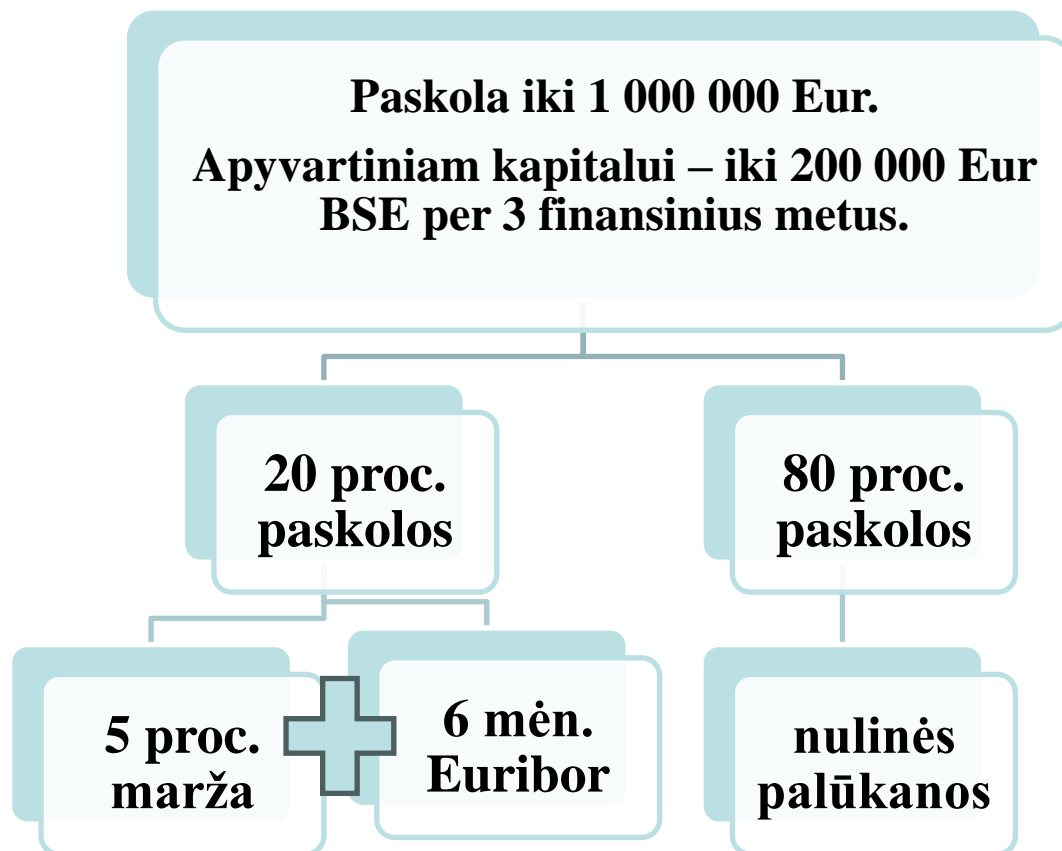 Paskola iki 1 000 000 Eur.
Apyvartiniam kapitalui – iki 200 000 Eur
BSE per 3 finansinius metus.
20 proc.
paskolos
80 proc.
paskolos
5 proc.
marža
6 mėn.
Euribor
nulinės
palūkanos